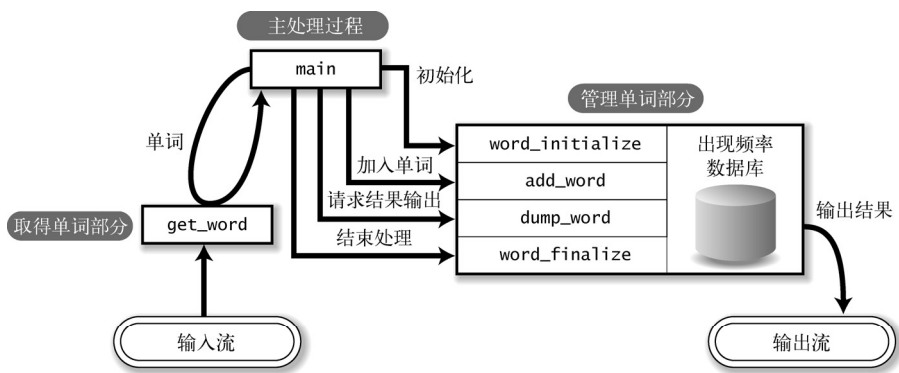 主处理过程
main
初始化
管理单词部分
单词
word_initialize
出现频率
数据库
加入单词
add_word
请求结果输出
dump_word
输出结果
取得单词部分
get_word
结束处理
word_finalize
输入流
输出流